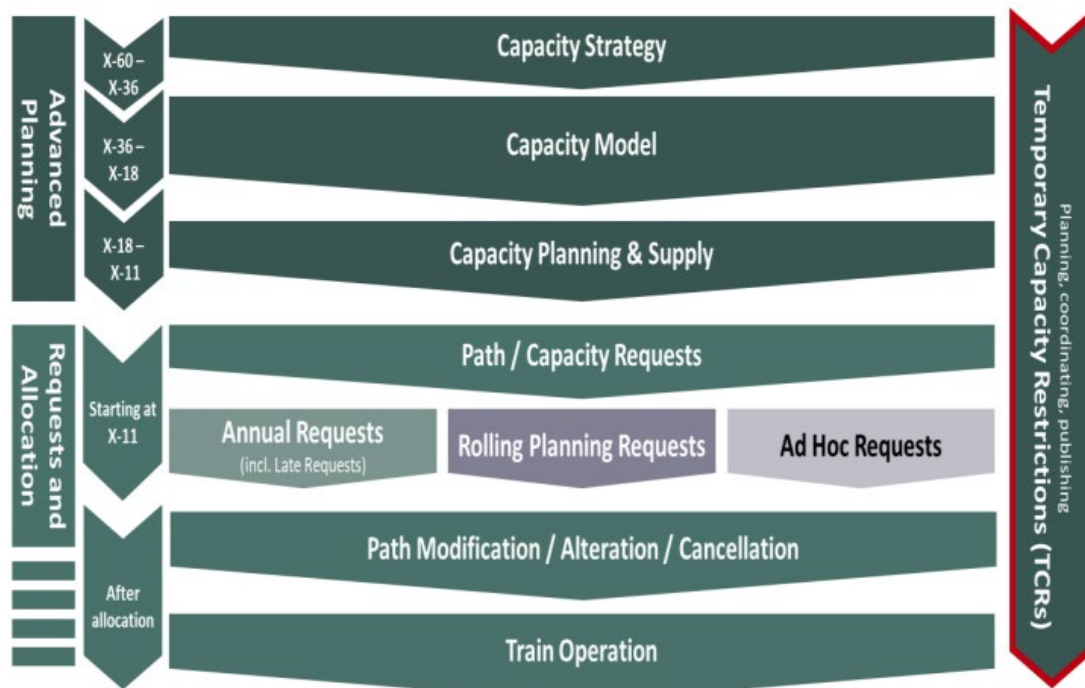 Advanced
Planning
X-60 –
X-36
Capacity Strategy
X-36 –
X-18
Capacity Model
X-18 –
X-11
Capacity Planning & Supply
Requests and
Allocation
Starting at
X-11
Path / Capacity Requests
Annual Requests
(incl. Late Requests)
Rolling Planning Requests
Ad Hoc Requests
After
allocation
Path Modification / Alteration / Cancellation
Train Operation
Temporary Capacity Restrictions (TCRs)
Planning, coordinating, publishing